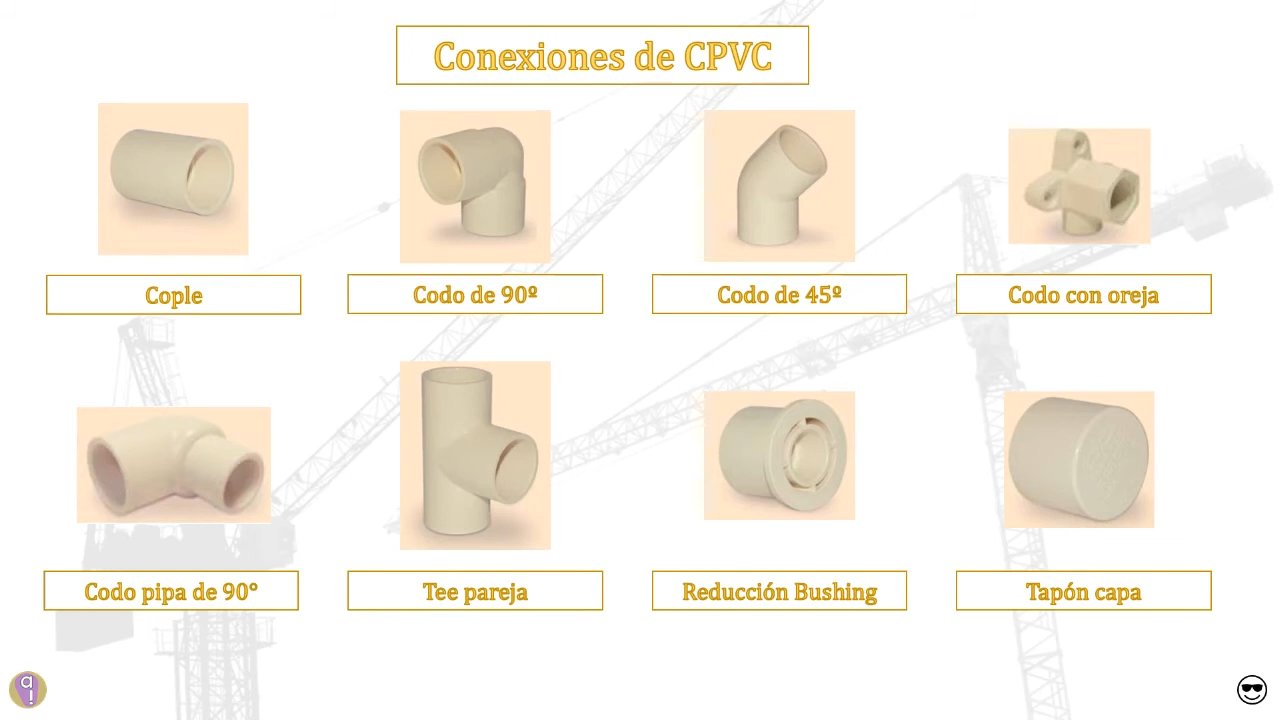 Conexiones de CPVC
Cople
Codo de 90º
Codo de 45º
Codo con oreja
Codo pipa de 90°
Tee pareja
Reducción Bushing
Tapón capa
q!